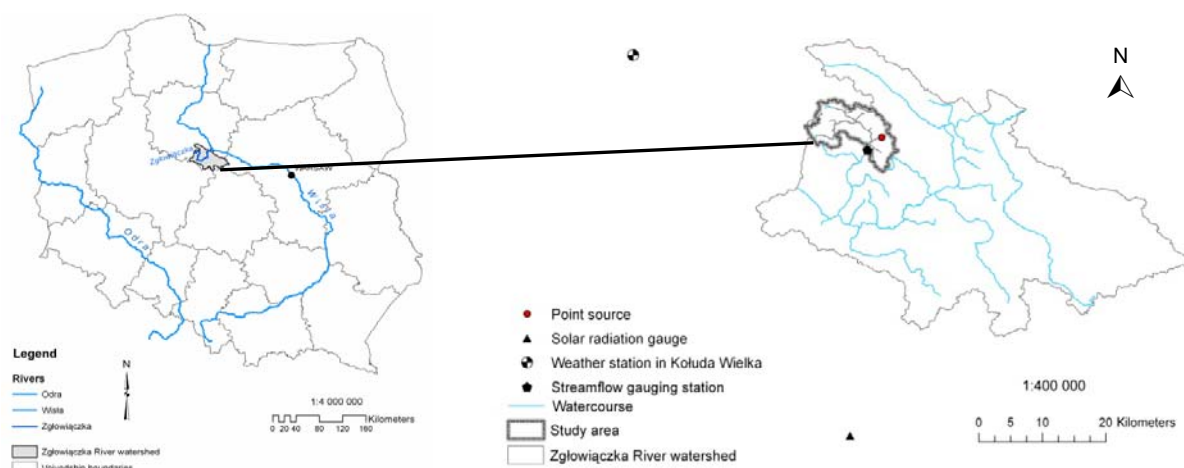 Zgłowiączka
WARSAW
Wisła
Odra
Legend
Rivers
Odra
Wisła
Zgłowiączka
Zgłowiączka River watershed
N
1:4 000 000
Kilometers
0 20 40 80 120 160
N
Point source
Solar radiation gauge
Weather station in Kołuda Wielka
Streamflow gauging station
Watercourse
Study area
Zgłowiączka River watershed
1:400 000
0 5 10 20 Kilometers